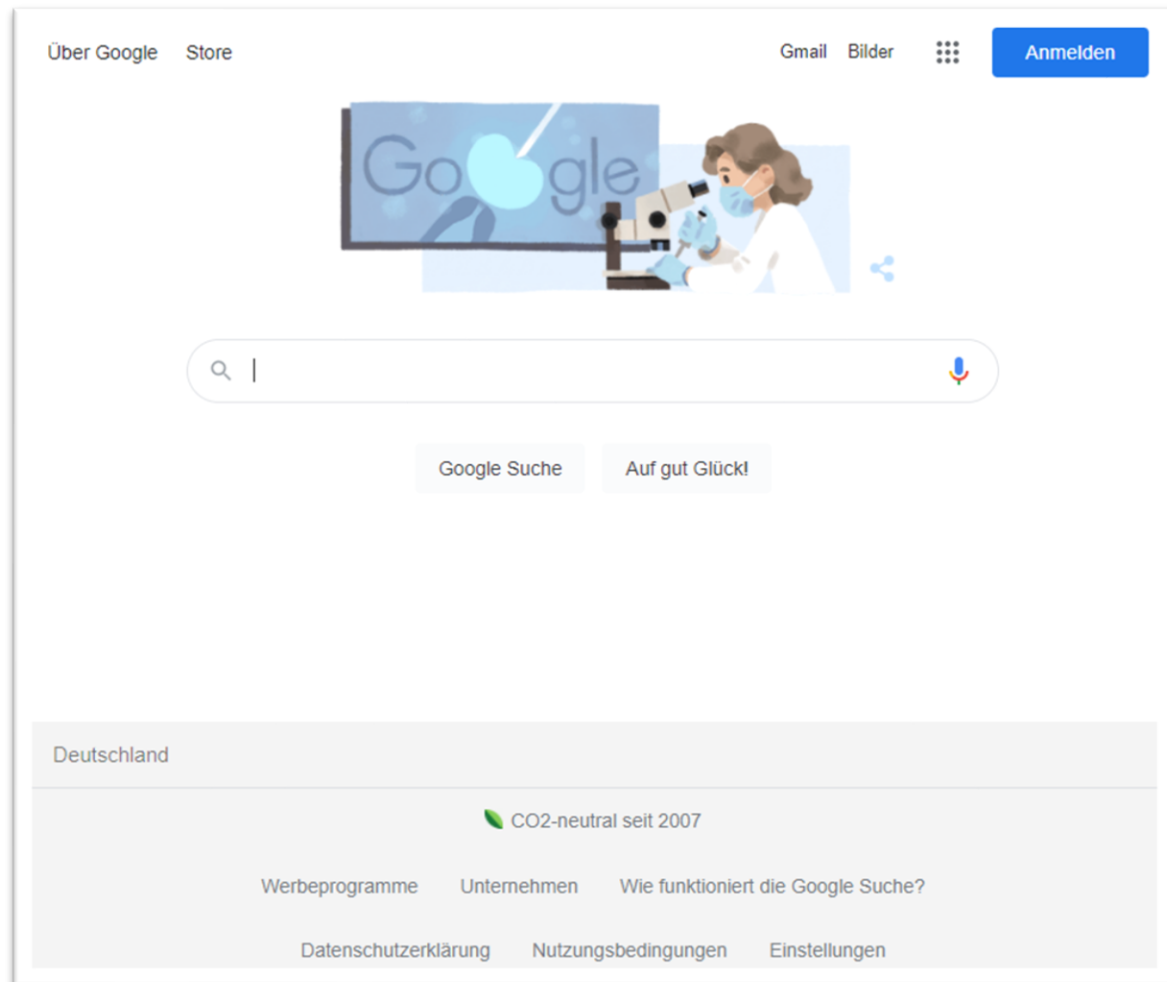 Über Google Store Gmail Bilder Anmelden
Google
Google Suche Auf gut Glück!
Deutschland
CO2-neutral seit 2007
Werbeprogramme Unternehmen Wie funktioniert die Google Suche?
Datenschutzerklärung Nutzungsbedingungen Einstellungen